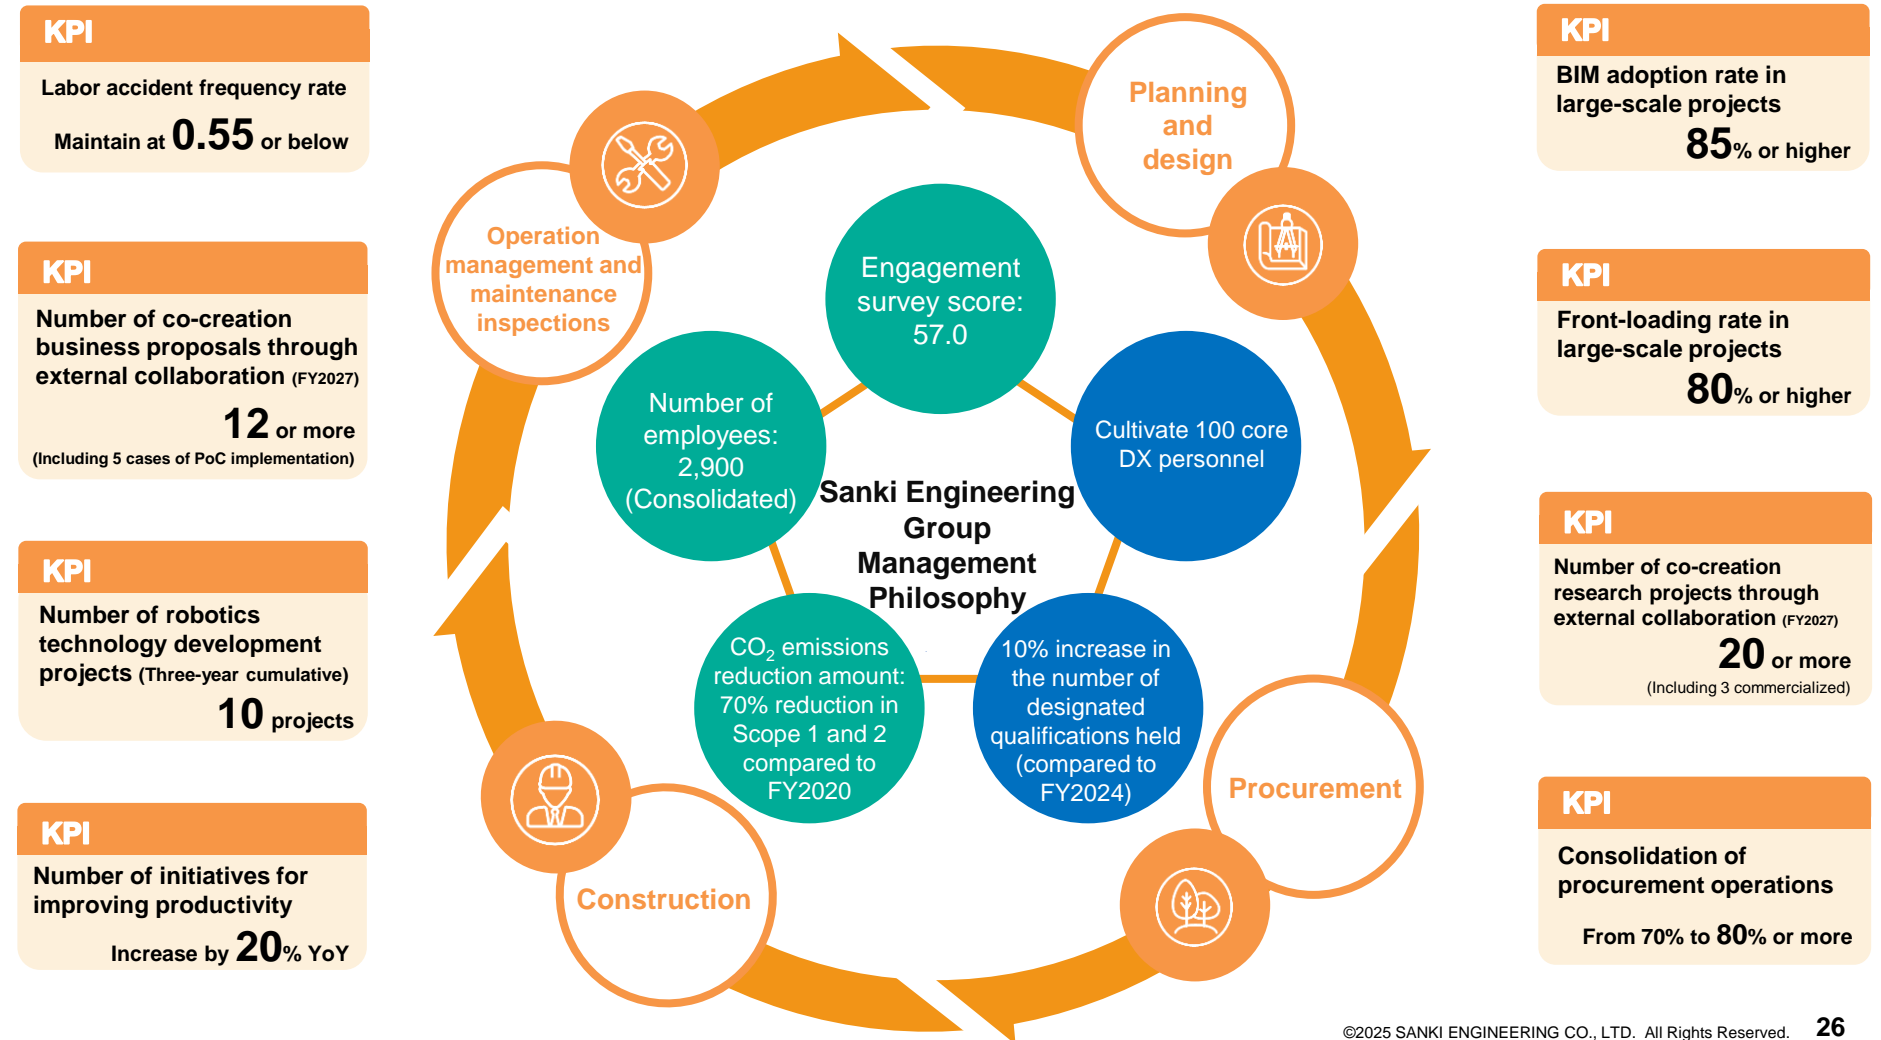 KPI
Labor accident frequency rate
Maintain at 0.55 or below
KPI
Number of co-creation
business proposals through
external collaboration (FY2027)
12 or more
(Including 5 cases of PoC implementation)
KPI
Number of robotics
technology development
projects (Three-year cumulative)
10 projects
KPI
Number of initiatives for
improving productivity
Increase by 20% YoY
Planning
and
design
Operation
management and
maintenance
inspections
Engagement
survey score:
57.0
Number of
employees:
2,900
(Consolidated)
Cultivate 100 core
DX personnel
Sanki Engineering
Group
Management
Philosophy
CO₂ emissions
reduction amount:
70% reduction in
Scope 1 and 2
compared to
FY2020
10% increase in
the number of
designated
qualifications held
(compared to
FY2024)
Procurement
Construction
KPI
BIM adoption rate in
large-scale projects
85% or higher
KPI
Front-loading rate in
large-scale projects
80% or higher
KPI
Number of co-creation
research projects through
external collaboration (FY2027)
20 or more
(Including 3 commercialized)
KPI
Consolidation of
procurement operations
From 70% to 80% or more
©2025 SANKI ENGINEERING CO., LTD. All Rights Reserved. 26